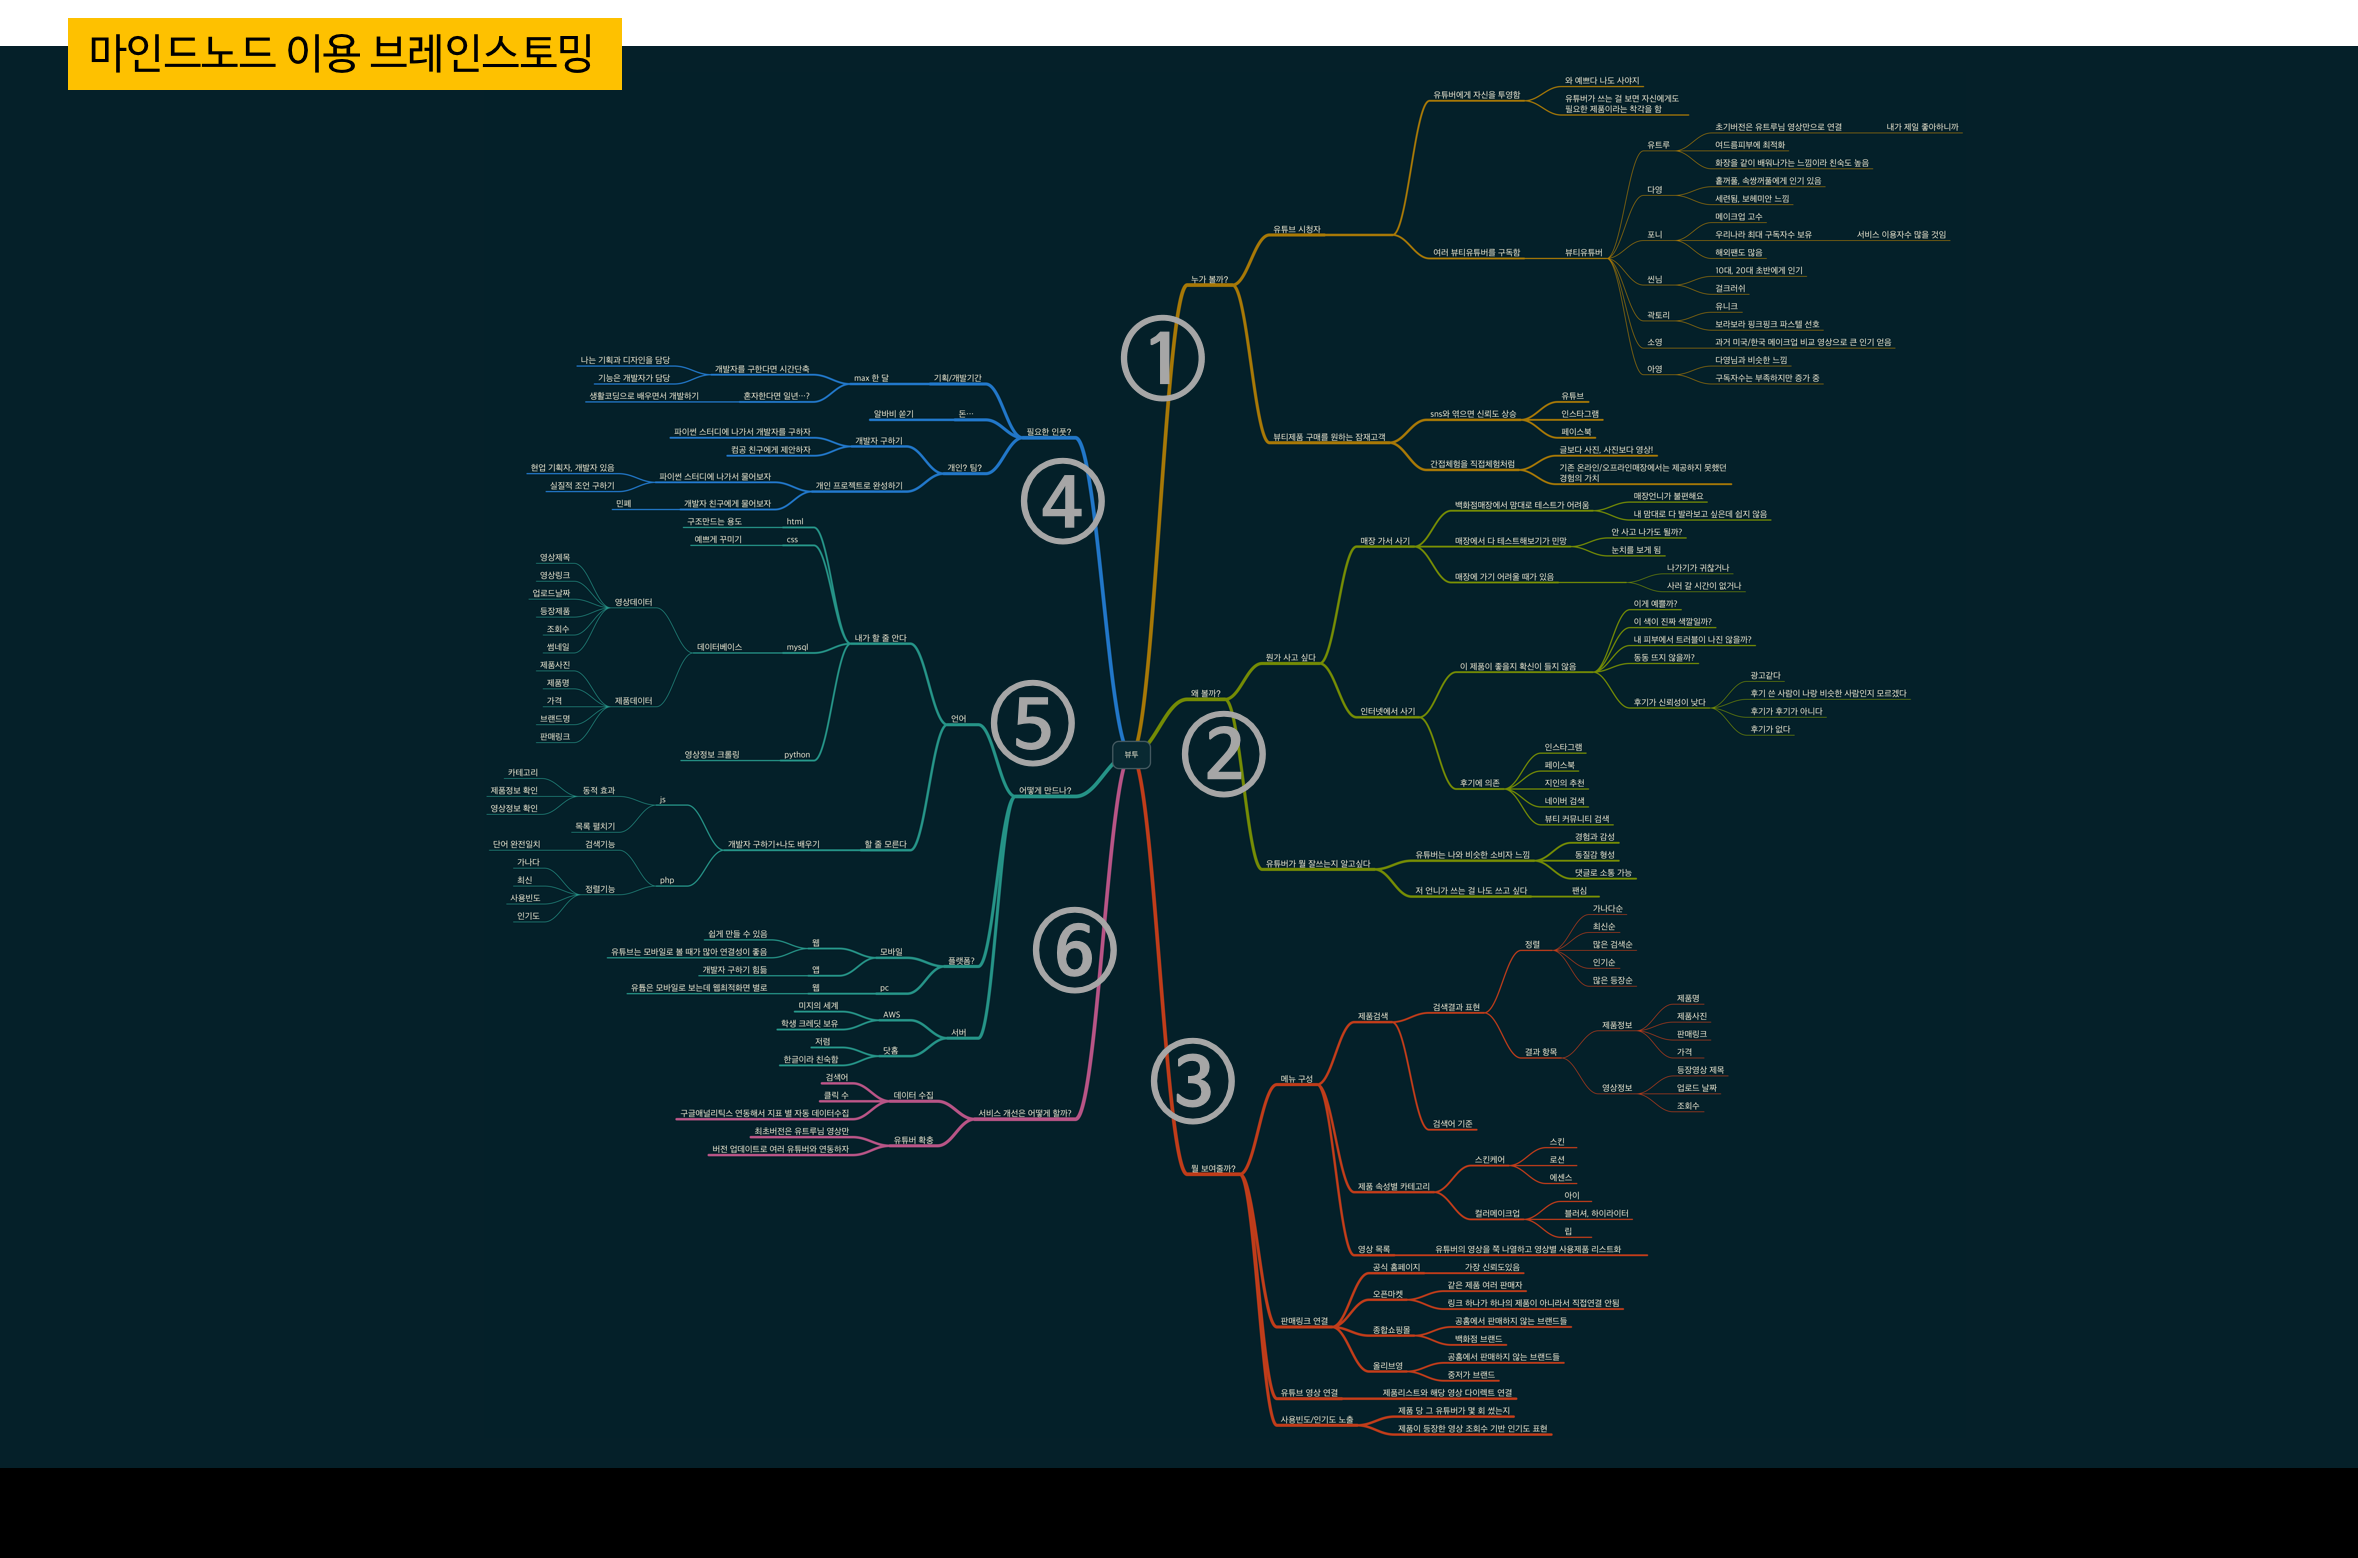 마인드노드 이용 브레인스토밍
뷰투
①
누가 볼까?
유튜브 시청자
유튜버에게 자신을 투영함
와 예쁘다 나도 사야지
유튜버가 쓰는 걸 보면 자신에게도
필요한 제품이라는 착각을 함
여러 뷰티유튜버를 구독함
뷰티유튜버
유트루
초기버전은 유트루님 영상만으로 연결
내가 제일 좋아하니까
여드름피부에 최적화
화장을 같이 배워나가는 느낌이라 친숙도 높음
다영
홑꺼풀, 속쌍꺼풀에게 인기 있음
세련됨, 보헤미안 느낌
포니
메이크업 고수
우리나라 최대 구독자수 보유
서비스 이용자수 많을 것임
해외팬도 많음
씬님
10대, 20대 초반에게 인기
걸크러쉬
곽토리
유니크
보라보라 핑크핑크 파스텔 선호
소영
과거 미국/한국 메이크업 비교 영상으로 큰 인기 얻음
아영
다영님과 비슷한 느낌
구독자수는 부족하지만 증가 중
뷰티제품 구매를 원하는 잠재고객
sns와 엮으면 신뢰도 상승
유튜브
인스타그램
페이스북
간접체험을 직접체험처럼
글보다 사진, 사진보다 영상!
기존 온라인/오프라인매장에서는 제공하지 못했던
경험의 가치
②
왜 볼까?
뭔가 사고 싶다
매장 가서 사기
백화점매장에서 맘대로 테스트가 어려움
매장언니가 불편해요
내 맘대로 다 발라보고 싶은데 쉽지 않음
매장에서 다 테스트해보기가 민망
안 사고 나가도 될까?
눈치를 보게 됨
매장에 가기 어려울 때가 있음
나가기가 귀찮거나
사러 갈 시간이 없거나
인터넷에서 사기
이 제품이 좋을지 확신이 들지 않음
이게 예쁠까?
이 색이 진짜 색깔일까?
내 피부에서 트러블이 나진 않을까?
동동 뜨지 않을까?
후기가 신뢰성이 낮다
광고같다
후기 쓴 사람이 나랑 비슷한 사람인지 모르겠다
후기가 후기가 아니다
후기가 없다
후기에 의존
인스타그램
페이스북
지인의 추천
네이버 검색
뷰티 커뮤니티 검색
유튜버가 뭘 잘쓰는지 알고싶다
유튜버는 나와 비슷한 소비자 느낌
경험과 감성
동질감 형성
댓글로 소통 가능
저 언니가 쓰는 걸 나도 쓰고 싶다
팬심
③
뭘 보여줄까?
메뉴 구성
제품검색
검색결과 표현
정렬
가나다순
최신순
많은 검색순
인기순
많은 등장순
결과 항목
제품정보
제품명
제품사진
판매링크
가격
영상정보
등장영상 제목
업로드 날짜
조회수
검색어 기준
제품 속성별 카테고리
스킨케어
스킨
로션
에센스
컬러메이크업
아이
블러셔, 하이라이터
립
영상 목록
유튜버의 영상을 쭉 나열하고 영상별 사용제품 리스트화
판매링크 연결
공식 홈페이지
가장 신뢰도있음
오픈마켓
같은 제품 여러 판매자
링크 하나가 하나의 제품이 아니라서 직접연결 안됨
종합쇼핑몰
공홈에서 판매하지 않는 브랜드들
백화점 브랜드
올리브영
공홈에서 판매하지 않는 브랜드들
중저가 브랜드
유튜브 영상 연결
제품리스트와 해당 영상 다이렉트 연결
사용빈도/인기도 노출
제품 당 그 유튜버가 몇 회 썼는지
제품이 등장한 영상 조회수 기반 인기도 표현
④
필요한 인풋?
기획/개발기간
max 한 달
개발자를 구한다면 시간단축
나는 기획과 디자인을 담당
기능은 개발자가 담당
혼자한다면 일년…?
생활코딩으로 배우면서 개발하기
돈…
알바비 쏟기
개인? 팀?
개발자 구하기
파이썬 스터디에 나가서 개발자를 구하자
컴공 친구에게 제안하자
개인 프로젝트로 완성하기
파이썬 스터디에 나가서 물어보자
현업 기획자, 개발자 있음
실질적 조언 구하기
개발자 친구에게 물어보자
민폐
⑤
어떻게 만드나?
언어
내가 할 줄 안다
html
구조만드는 용도
css
예쁘게 꾸미기
mysql
데이터베이스
영상데이터
영상제목
영상링크
업로드날짜
등장제품
조회수
썸네일
제품데이터
제품사진
제품명
가격
브랜드명
판매링크
python
영상정보 크롤링
할 줄 모른다
개발자 구하기+나도 배우기
js
동적 효과
카테고리
제품정보 확인
영상정보 확인
목록 펼치기
php
검색기능
단어 완전일치
정렬기능
가나다
최신
사용빈도
인기도
플랫폼?
모바일
웹
쉽게 만들 수 있음
유튜브는 모바일로 볼 때가 많아 연결성이 좋음
앱
개발자 구하기 힘듦
pc
웹
유튭은 모바일로 보는데 웹최적화면 별로
서버
AWS
미지의 세계
학생 크레딧 보유
닷홈
저렴
한글이라 친숙함
⑥
서비스 개선은 어떻게 할까?
데이터 수집
검색어
클릭 수
구글애널리틱스 연동해서 지표 별 자동 데이터수집
유튜버 확충
최초버전은 유트루님 영상만
버전 업데이트로 여러 유튜버와 연동하자